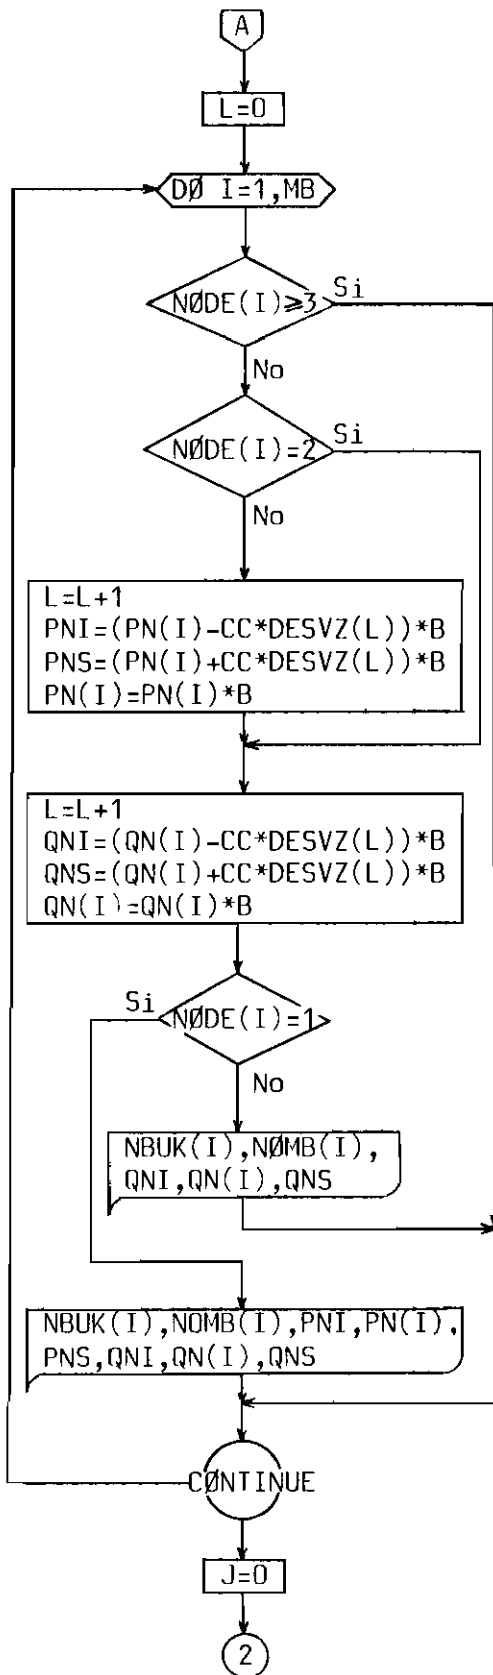 A
L=0
DØ I=1,MB
NØDE(I)≥3
Si
No
NØDE(I)=2
Si
No
L=L+1
PNI=(PN(I)-CC*DESVZ(L))*B
PNS=(PN(I)+CC*DESVZ(L))*B
PN(I)=PN(I)*B
L=L+1
QNI=(QN(I)-CC*DESVZ(L))*B
QNS=(QN(I)+CC*DESVZ(L))*B
QN(I)=QN(I)*B
Si
NØDE(I)=1
No
NBUK(I),NØMB(I),
QNI,QN(I),QNS
NBUK(I),NOMB(I),PNI,PN(I),
PNS,QNI,QN(I),QNS
CØNTINUE
J=0
2